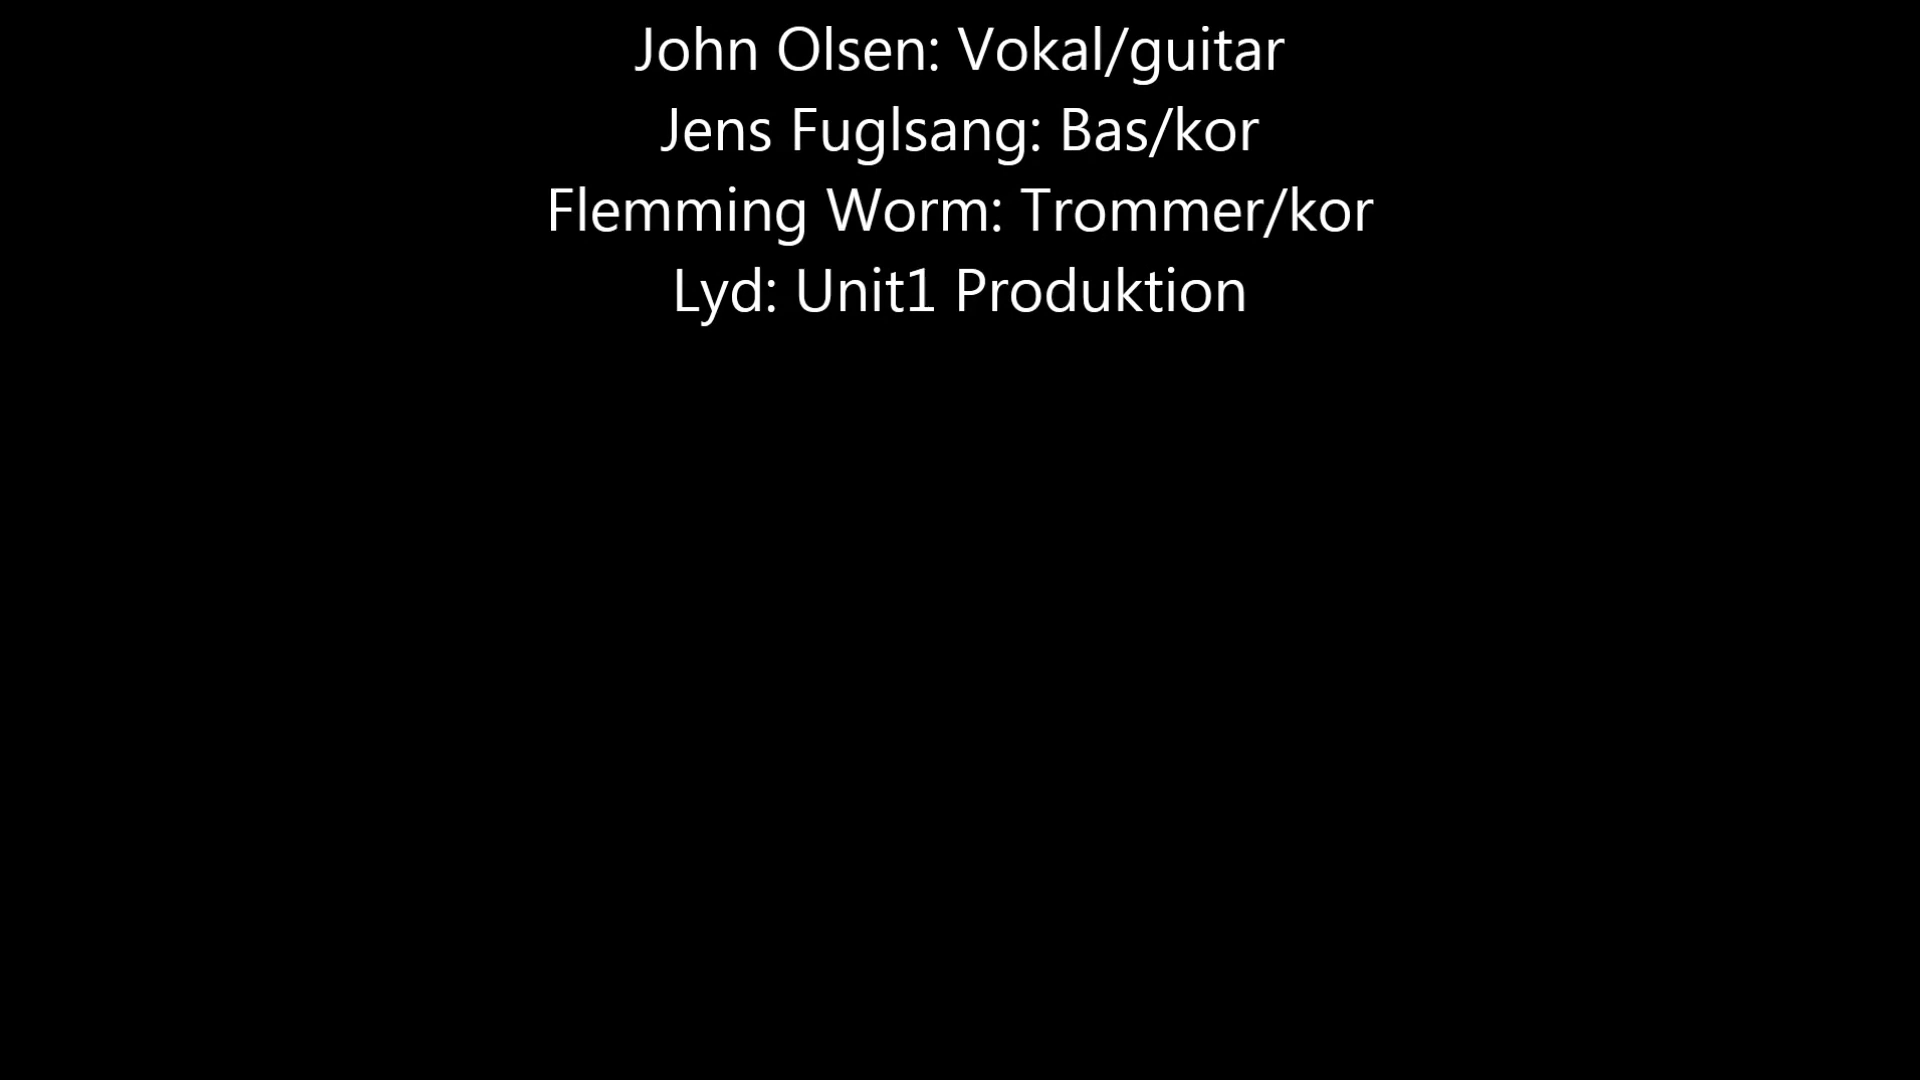 John Olsen: Vokal/guitar
Jens Fuglsang: Bas/kor
Flemming Worm: Trommer/kor
Lyd: Unit1 Produktion